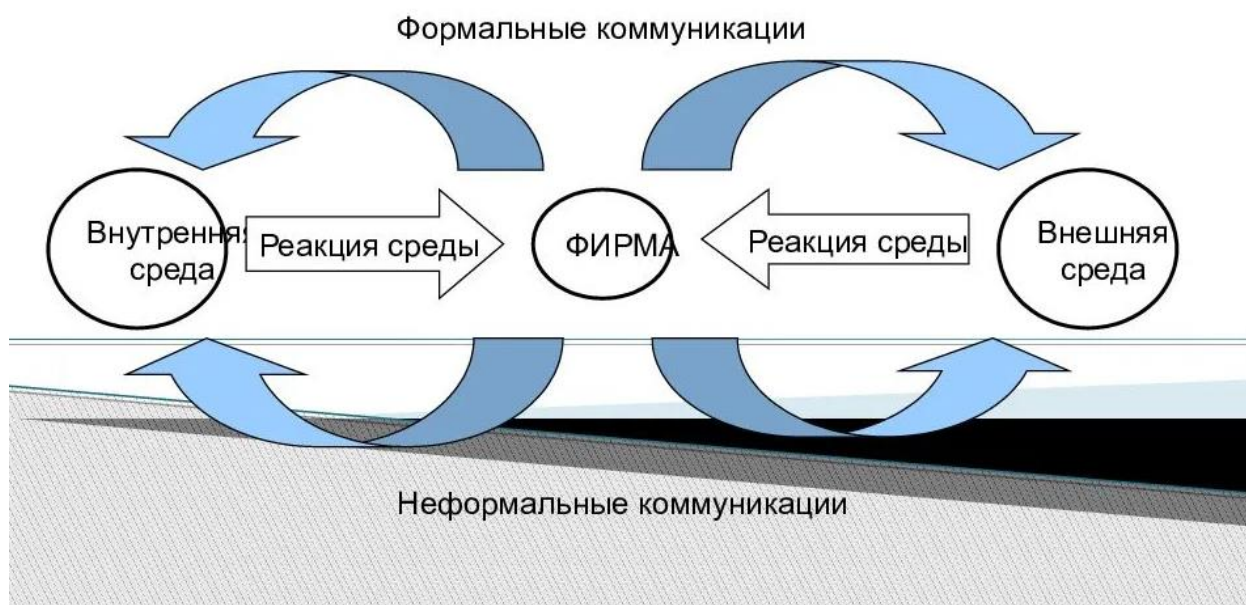 Формальные коммуникации
Внутренняя
среда
Реакция среды
ФИРМА
Реакция среды
Внешняя
среда
Неформальные коммуникации